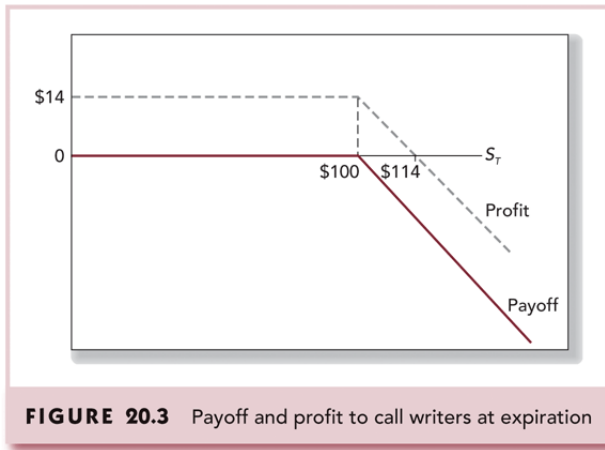 $14
0
$100
$114
S_T
Profit
Payoff
FIGURE 20.3 Payoff and profit to call writers at expiration